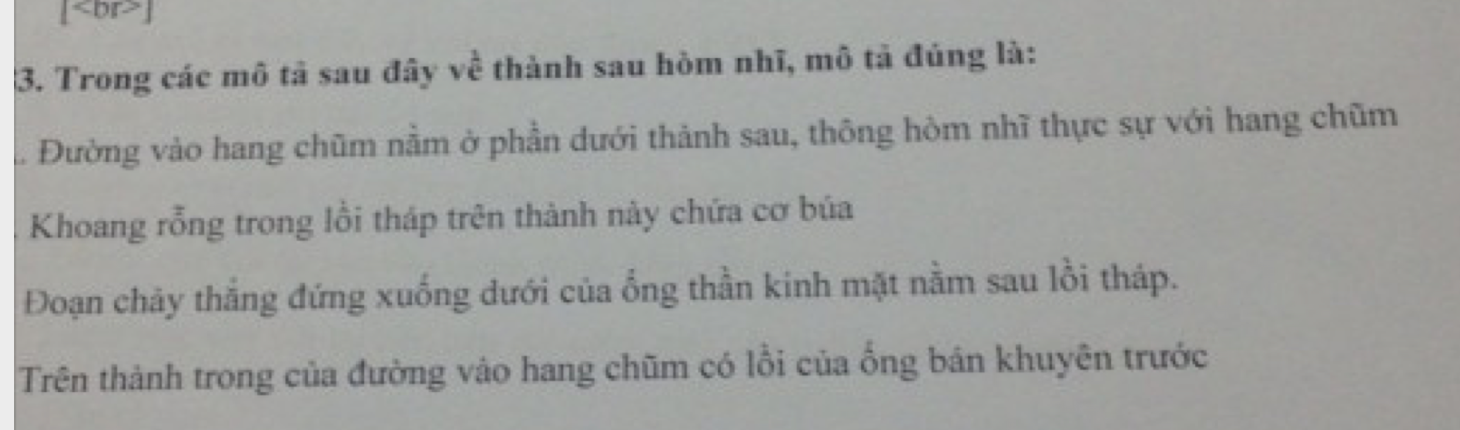 [<br>]
3. Trong các mô tả sau đây về thành sau hòm nhĩ, mô tả đúng là:
. Đường vào hang chũm nằm ở phần dưới thành sau, thông hòm nhĩ thực sự với hang chũm
. Khoang rỗng trong lồi tháp trên thành này chứa cơ búa
Đoạn chảy thẳng đứng xuống dưới của ống thần kinh mặt nằm sau lồi tháp.
Trên thành trong của đường vào hang chũm có lồi của ống bán khuyên trước